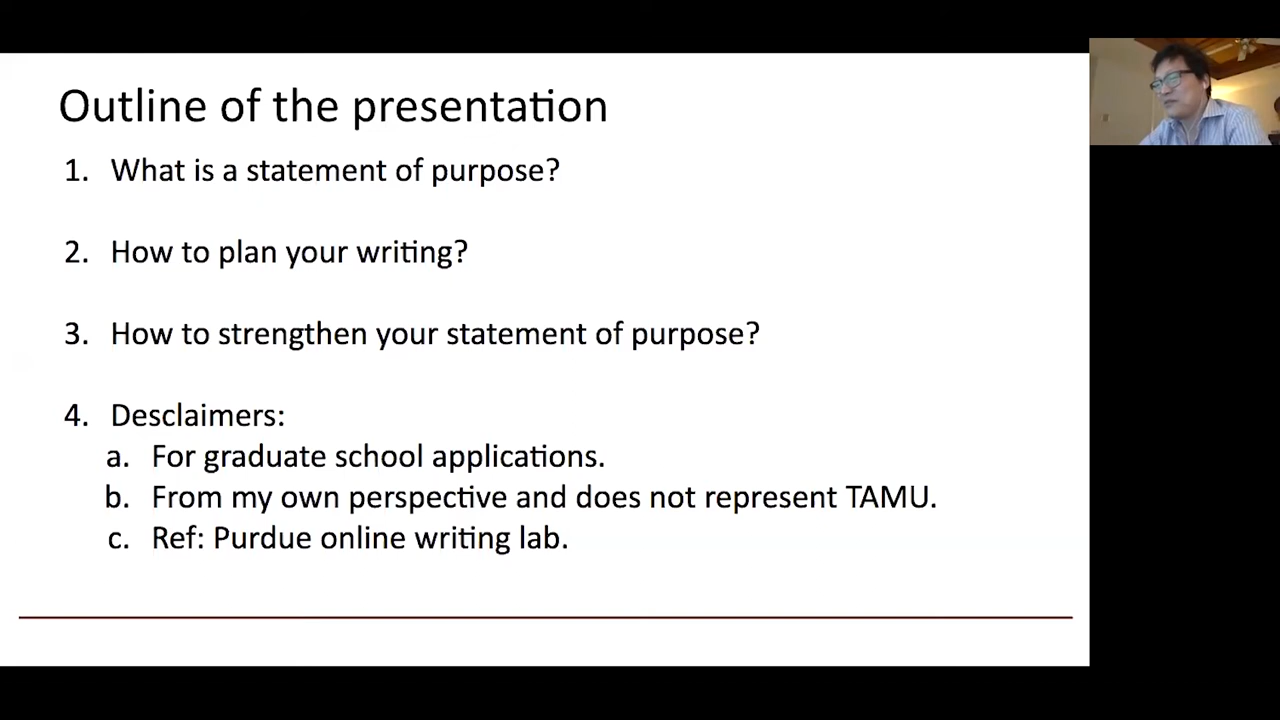 Outline of the presentation
1. What is a statement of purpose?
2. How to plan your writing?
3. How to strengthen your statement of purpose?
4. Desclaimers:
a. For graduate school applications.
b. From my own perspective and does not represent TAMU.
c. Ref: Purdue online writing lab.